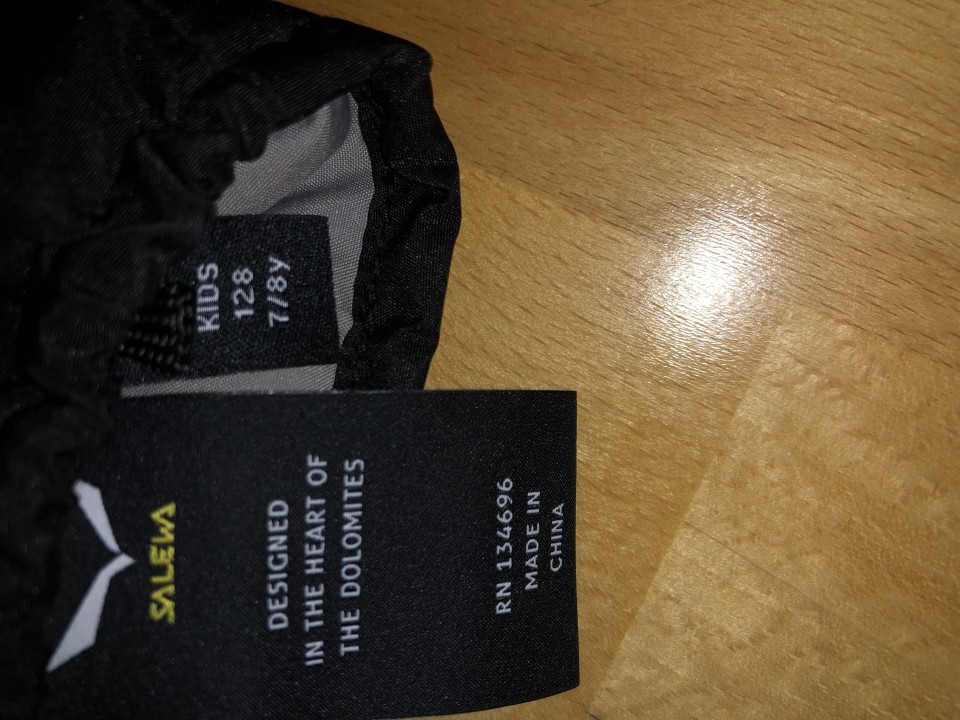 KIDS
128
7/8y
SALEWA
DESIGNED
IN THE HEART OF
THE DOLOMITES
RN 134696
MADE IN
CHINA